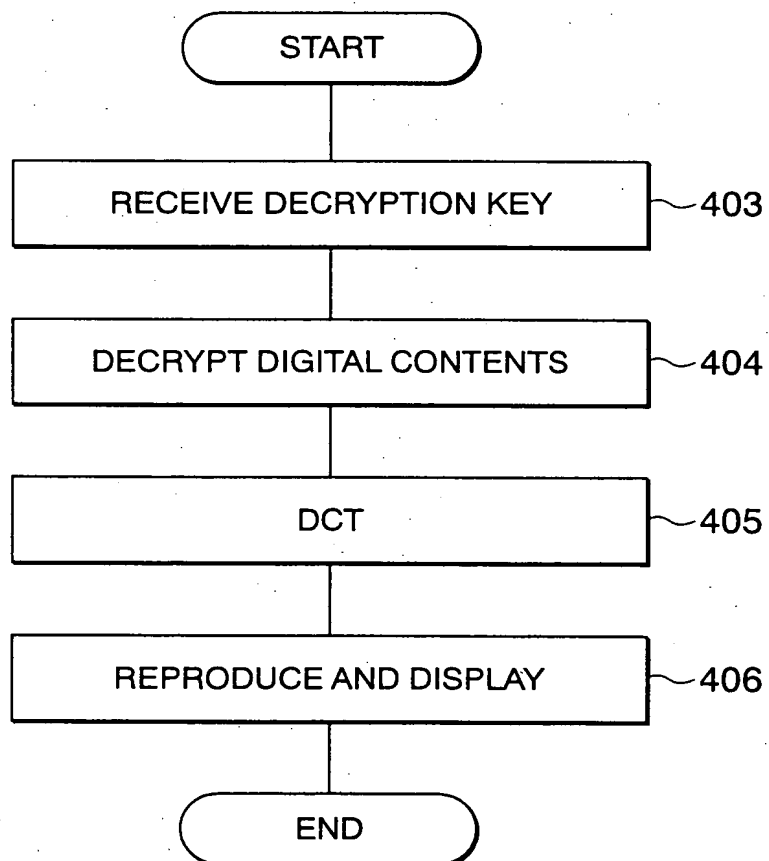 START
RECEIVE DECRYPTION KEY 403
DECRYPT DIGITAL CONTENTS 404
DCT 405
REPRODUCE AND DISPLAY 406
END